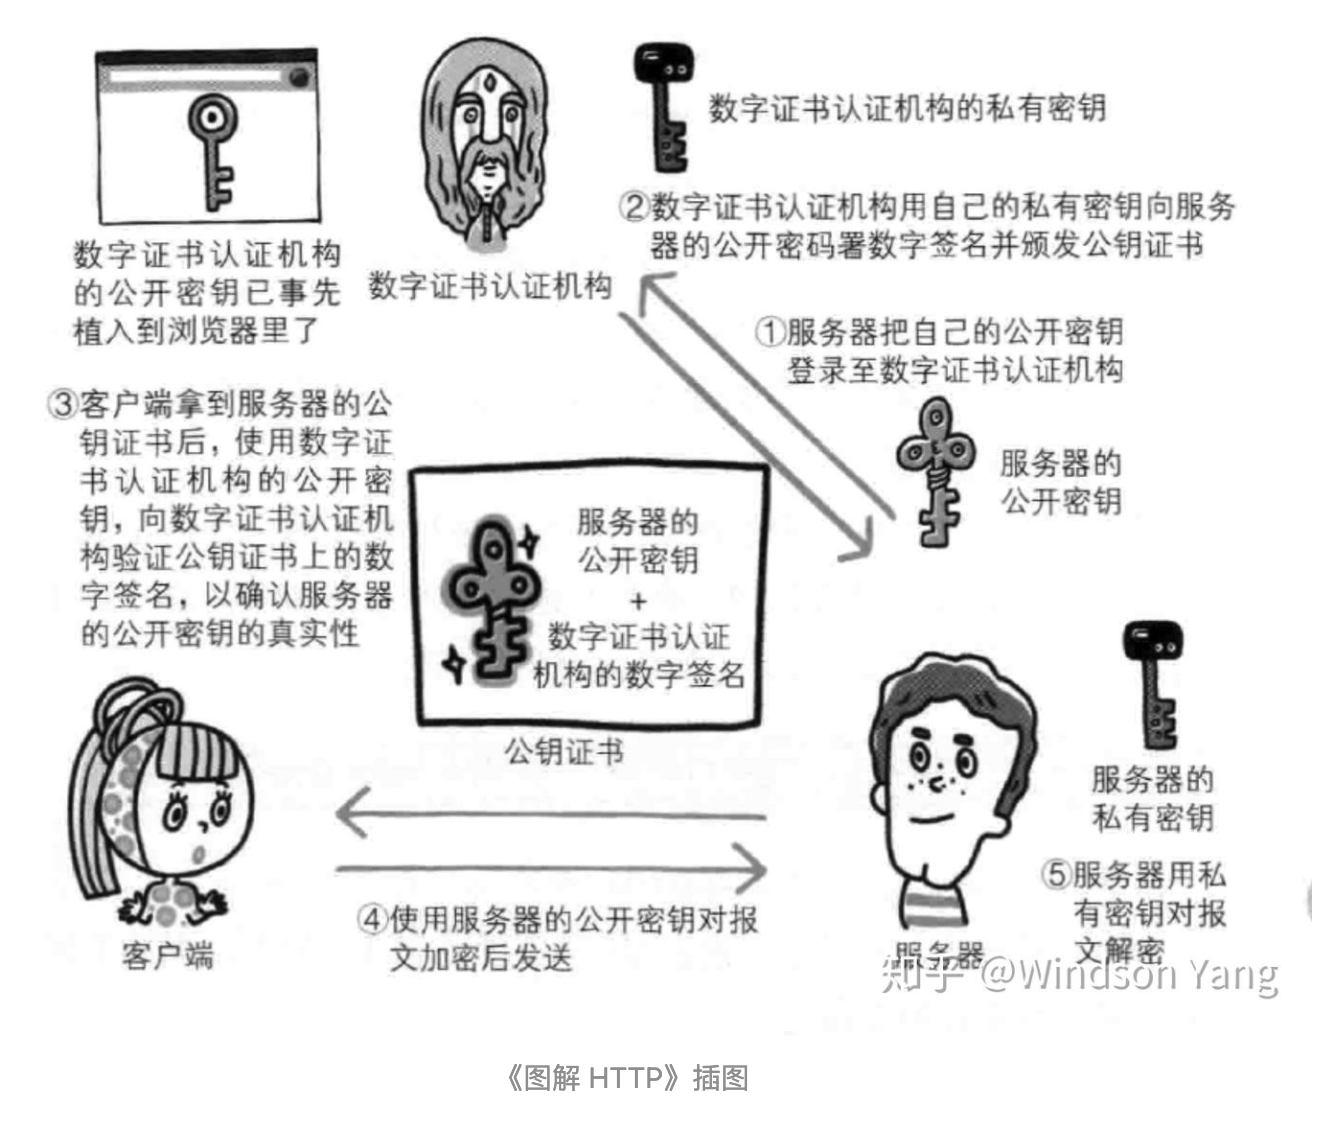 数字证书认证机构的私有密钥
②数字证书认证机构用自己的私有密钥向服务
器的公开密码署数字签名并颁发公钥证书
数字证书认证机构
的公开密钥已事先
植入到浏览器里了
数字证书认证机构
①服务器把自己的公开密钥
登录至数字证书认证机构
③客户端拿到服务器的公
钥证书后，使用数字证
书认证机构的公开密
钥，向数字证书认证机
构验证公钥证书上的数
字签名，以确认服务器
的公开密钥的真实性
服务器的
公开密钥
服务器的
公开密钥
+
数字证书认证
机构的数字签名
公钥证书
服务器的
私有密钥
⑤服务器用私
有密钥对报
文解密
④使用服务器的公开密钥对报
文加密后发送
客户端
服务器
知乎 @Windson Yang
《图解 HTTP》插图